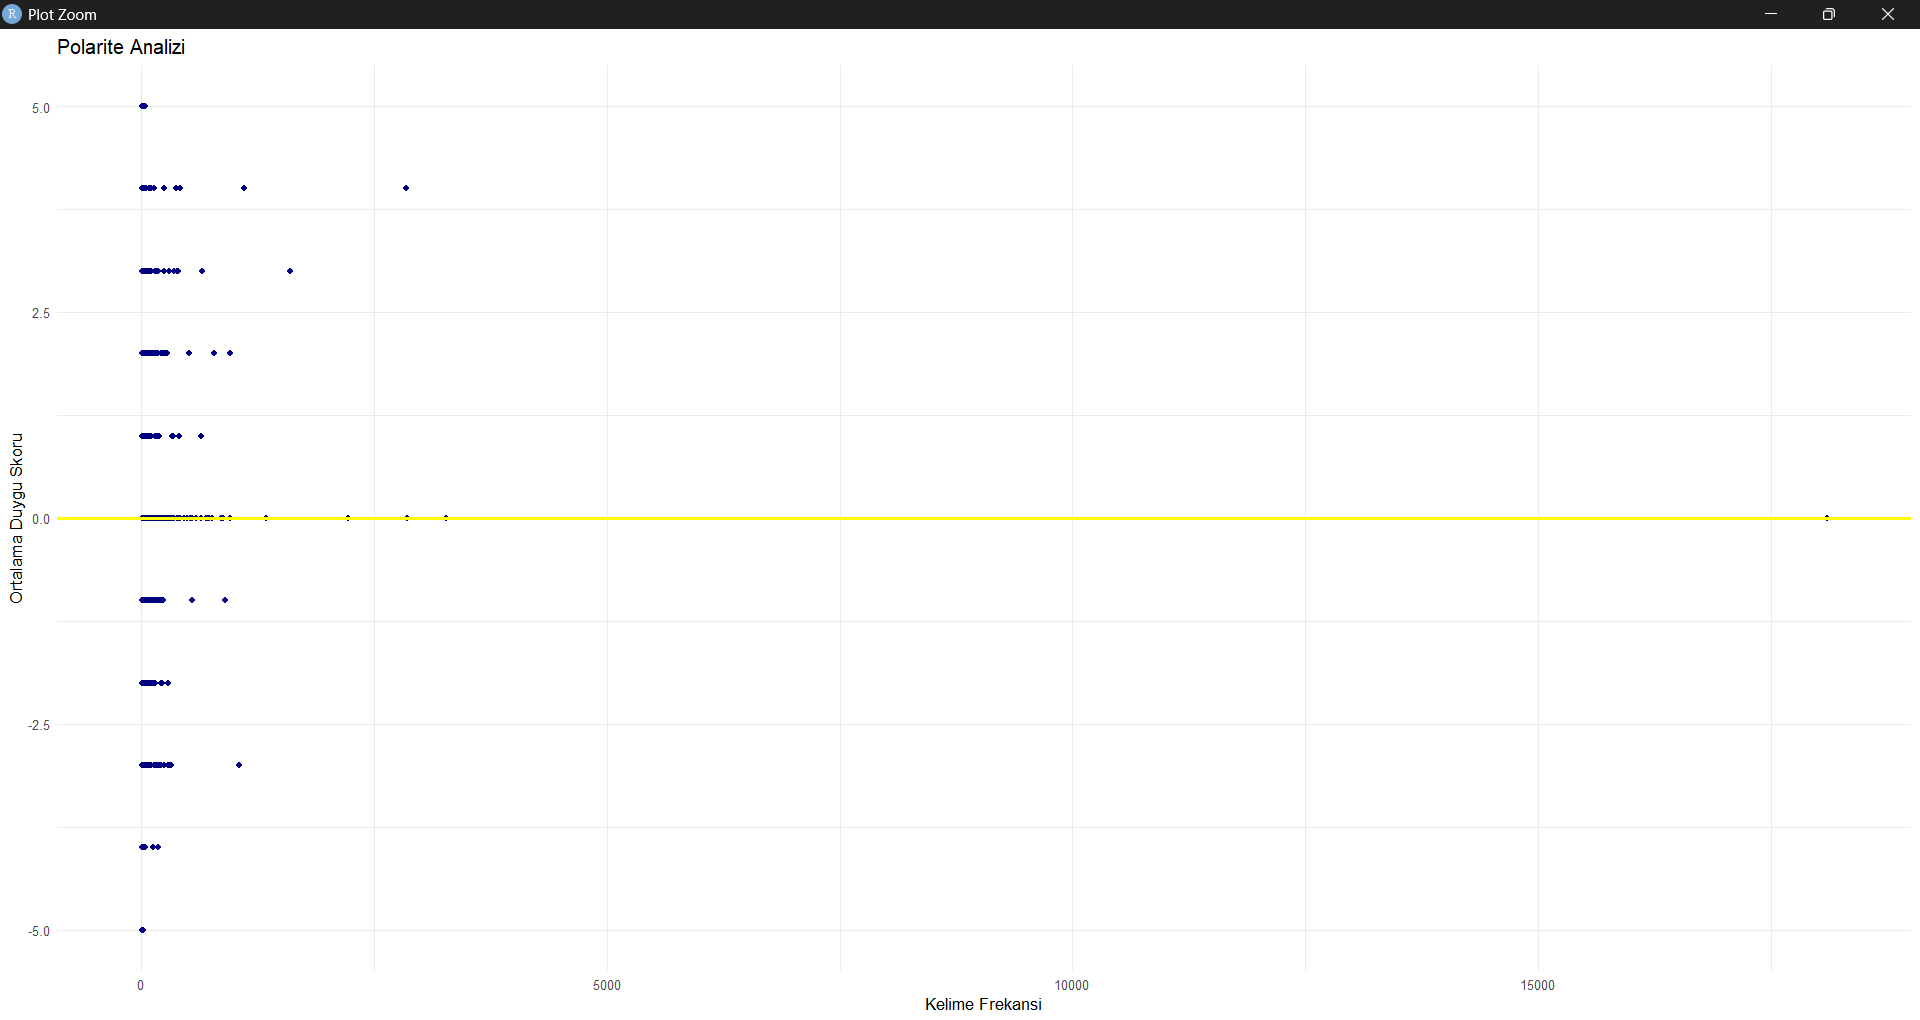 R Plot Zoom
Polarite Analizi
Ortalama Duygu Skoru
5.0
2.5
0.0
-2.5
-5.0
0 5000 10000 15000
Kelime Frekansi